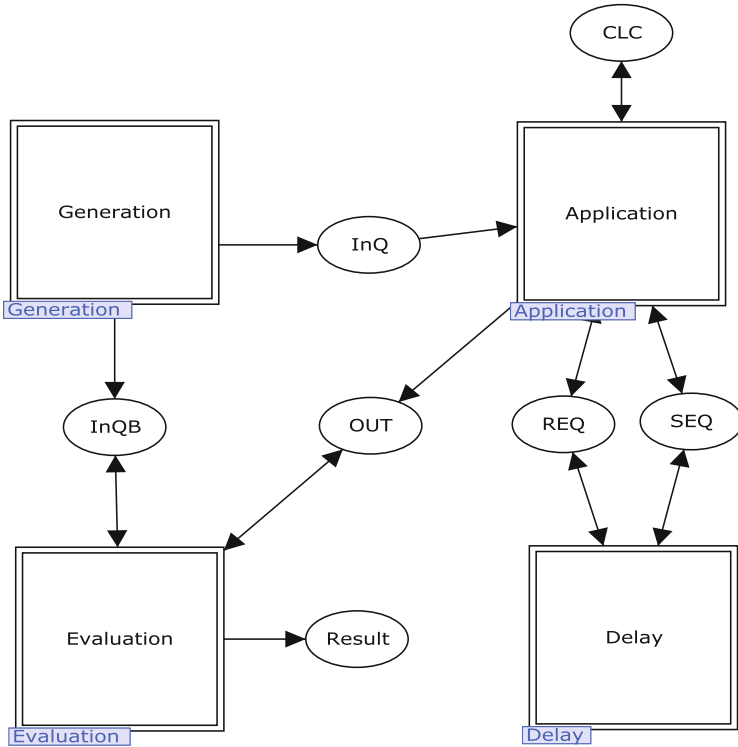 CLC
Generation
Application
InQ
Generation
Application
InQB
OUT
REQ
SEQ
Evaluation
Result
Delay
Evaluation
Delay